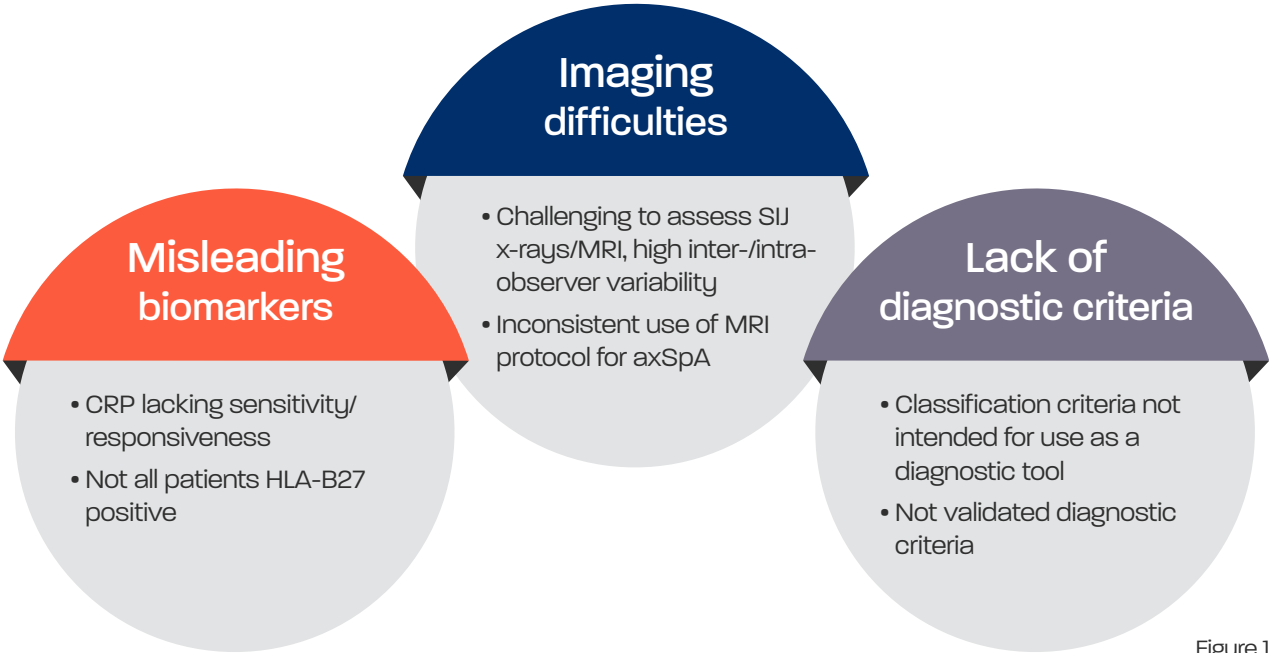 Imaging
difficulties
• Challenging to assess SIJ
x-rays/MRI, high inter-/intra-
observer variability
• Inconsistent use of MRI
protocol for axSpA
Misleading
biomarkers
• CRP lacking sensitivity/
responsiveness
• Not all patients HLA-B27
positive
Lack of
diagnostic criteria
• Classification criteria not
intended for use as a
diagnostic tool
• Not validated diagnostic
criteria
Figure 1